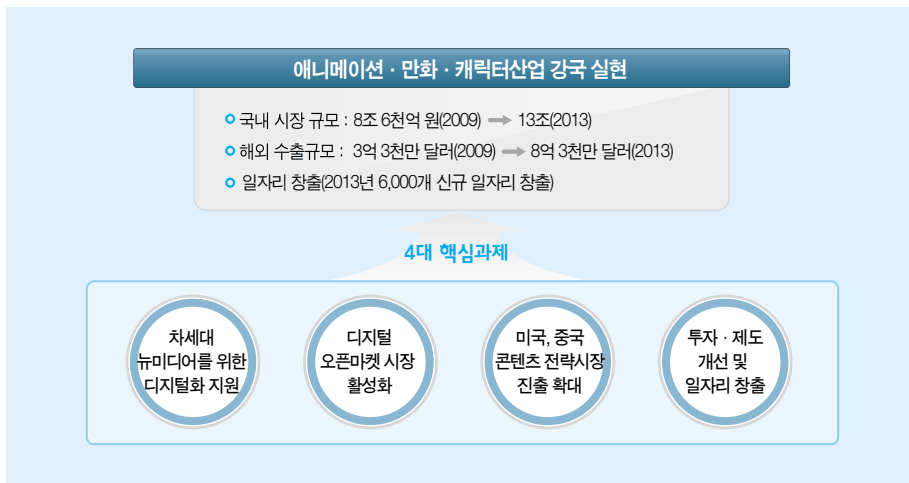 애니메이션 · 만화 · 캐릭터산업 강국 실현
국내 시장 규모 : 8조 6천억 원(2009) → 13조(2013)
해외 수출규모 : 3억 3천만 달러(2009) → 8억 3천만 달러(2013)
일자리 창출(2013년 6,000개 신규 일자리 창출)
4대 핵심과제
차세대
뉴미디어를 위한
디지털화 지원
디지털
오픈마켓 시장
활성화
미국, 중국
콘텐츠 전략시장
진출 확대
투자 · 제도
개선 및
일자리 창출